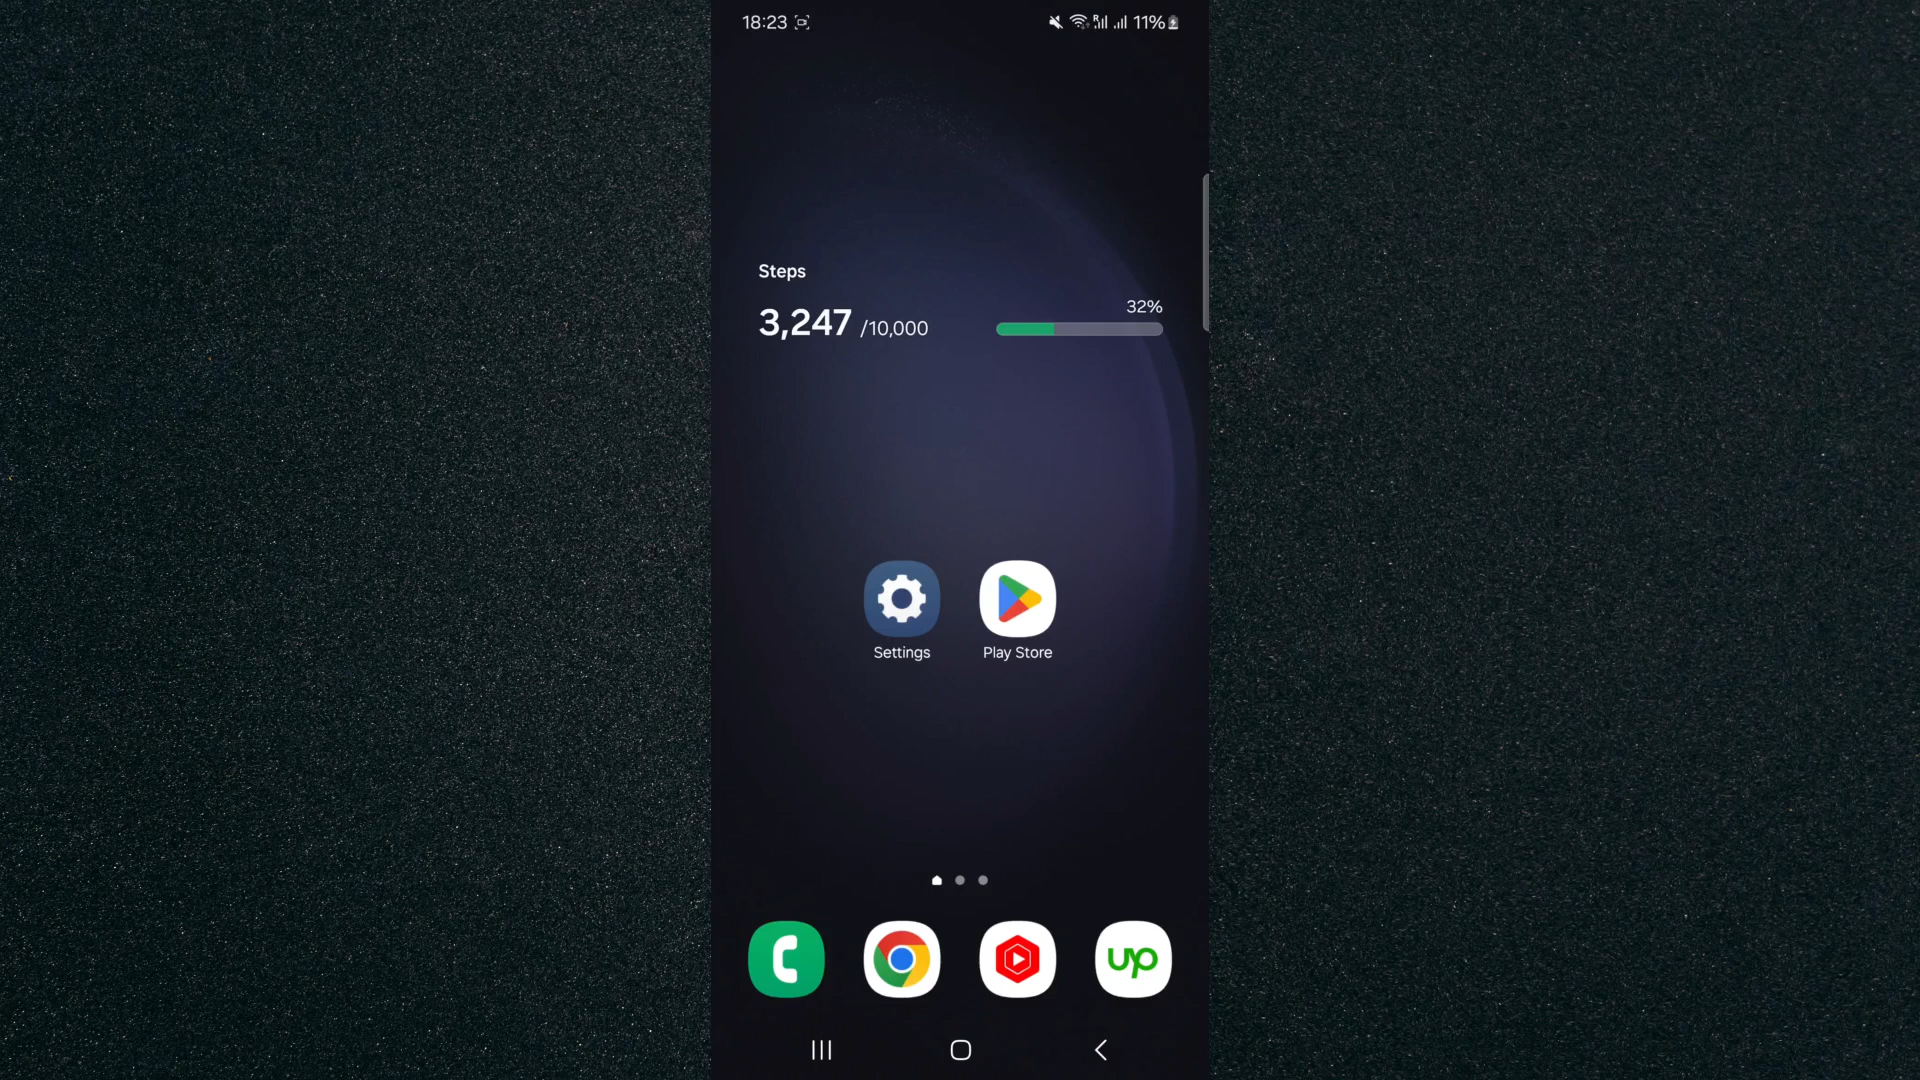 18:23
11%
Steps
32%
3,247 /10,000
Settings
Play Store
up